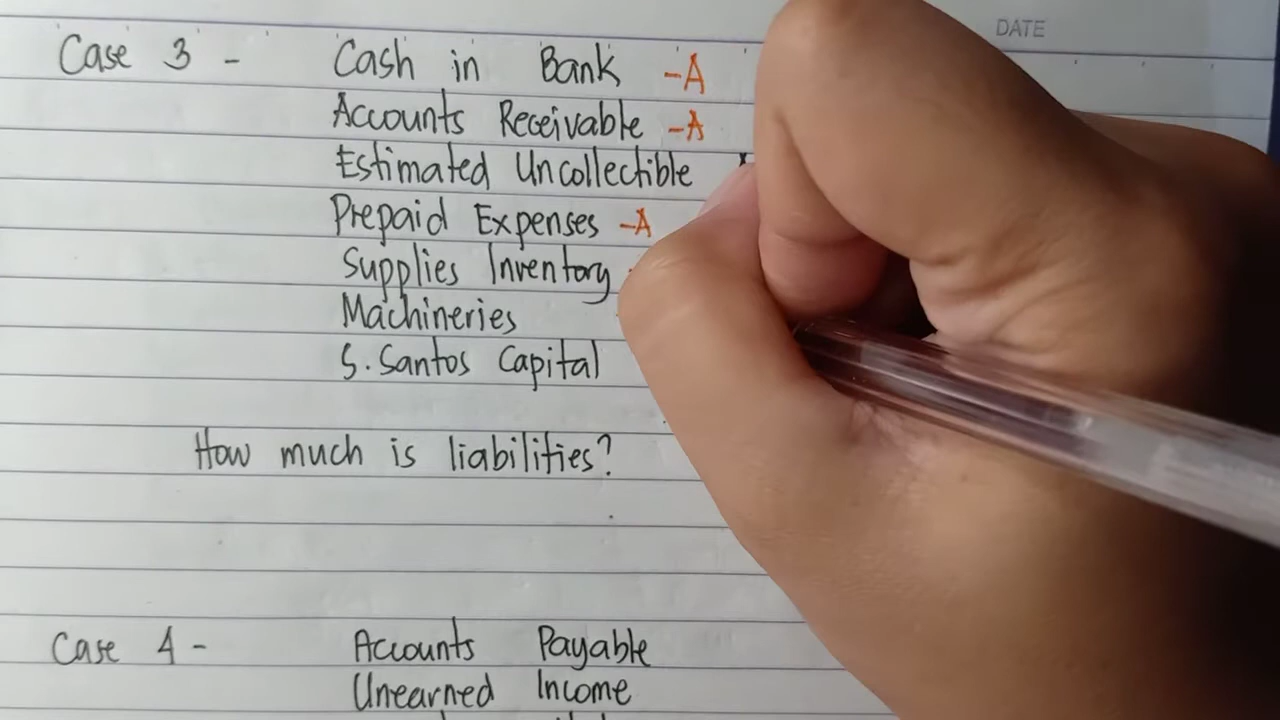 DATE
Case 3 - Cash in Bank -A
Accounts Receivable -A
Estimated Uncollectible
Prepaid Expenses -A
Supplies Inventory
Machineries
S. Santos Capital
How much is liabilities?
Case 4 - Accounts Payable
Unearned Income